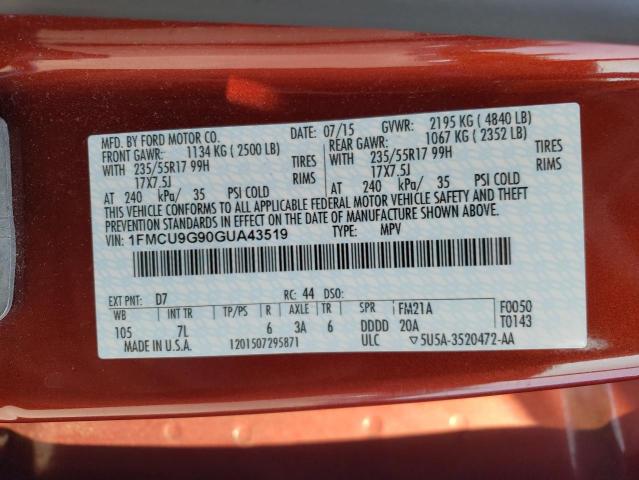 MFD. BY FORD MOTOR CO. DATE: 07/15 GVWR: 2195 KG ( 4840 LB)
FRONT GAWR: 1134 KG ( 2500 LB) REAR GAWR: 1067 KG ( 2352 LB)
WITH 235/55R17 99H TIRES WITH 235/55R17 99H TIRES
17X7.5J RIMS 17X7.5J RIMS
AT 240 kPa/ 35 PSI COLD AT 240 kPa/ 35 PSI COLD
THIS VEHICLE CONFORMS TO ALL APPLICABLE FEDERAL MOTOR VEHICLE SAFETY AND THEFT
PREVENTION STANDARDS IN EFFECT ON THE DATE OF MANUFACTURE SHOWN ABOVE.
VIN: 1FMCU9G90GUA43519 TYPE: MPV
EXT PNT: D7 RC: 44 DSO: F0050
WB TP/PS R AXLE TR SPR FM21A T0143
105 7L 6 3A 6 DDDD 20A
MADE IN U.S.A. 1201507295871 ULC ▽5U5A-3520472-AA